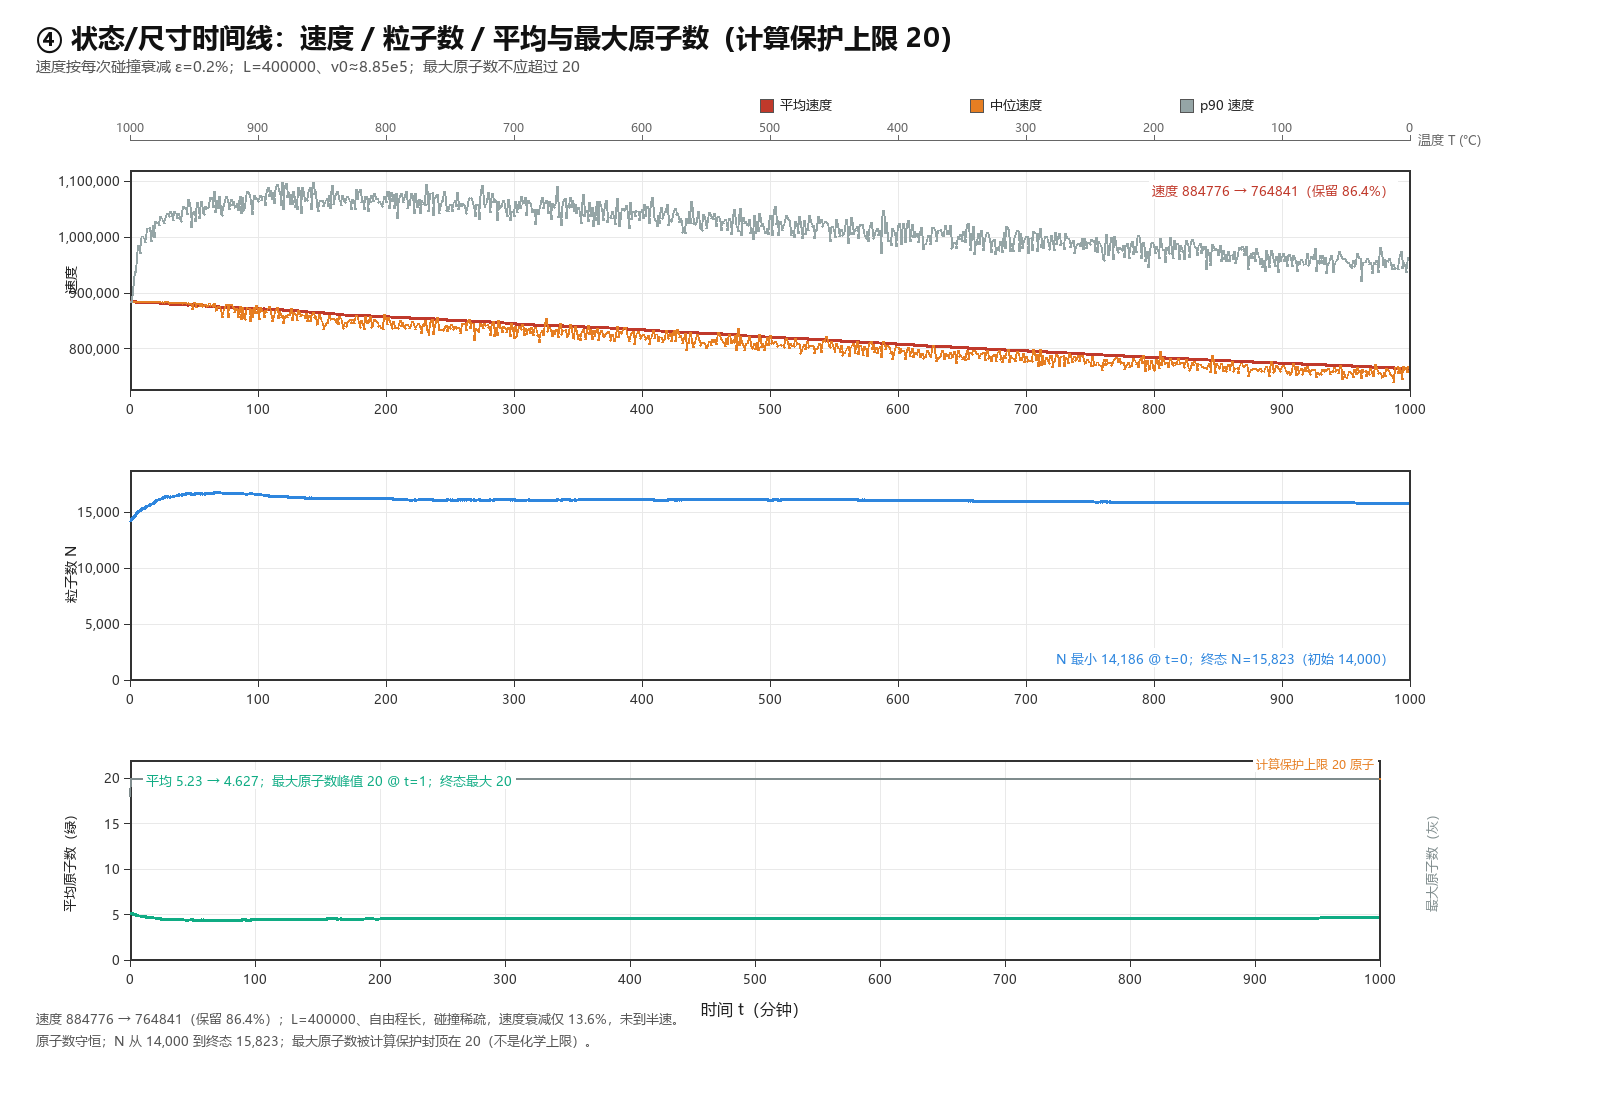 ④ 状态/尺寸时间线：速度 / 粒子数 / 平均与最大原子数（计算保护上限 20）
速度按每次碰撞衰减 ε=0.2%；L=400000、v0≈8.85e5；最大原子数不应超过 20
平均速度 中位速度 p90 速度
1000 900 800 700 600 500 400 300 200 100 0
温度 T (°C)
速度 884776 → 764841（保留 86.4%）
1,100,000
1,000,000
900,000
800,000
速度
0 100 200 300 400 500 600 700 800 900 1000
15,000
10,000
5,000
0
粒子数 N
N 最小 14,186 @ t=0；终态 N=15,823（初始 14,000）
0 100 200 300 400 500 600 700 800 900 1000
计算保护上限 20 原子
平均 5.23 → 4.627；最大原子数峰值 20 @ t=1；终态最大 20
20
15
10
5
0
平均原子数（绿）
最大原子数（灰）
0 100 200 300 400 500 600 700 800 900 1000
时间 t（分钟）
速度 884776 → 764841（保留 86.4%）；L=400000、自由程长，碰撞稀疏，速度衰减仅 13.6%，未到半速。
原子数守恒；N 从 14,000 到终态 15,823；最大原子数被计算保护封顶在 20（不是化学上限）。